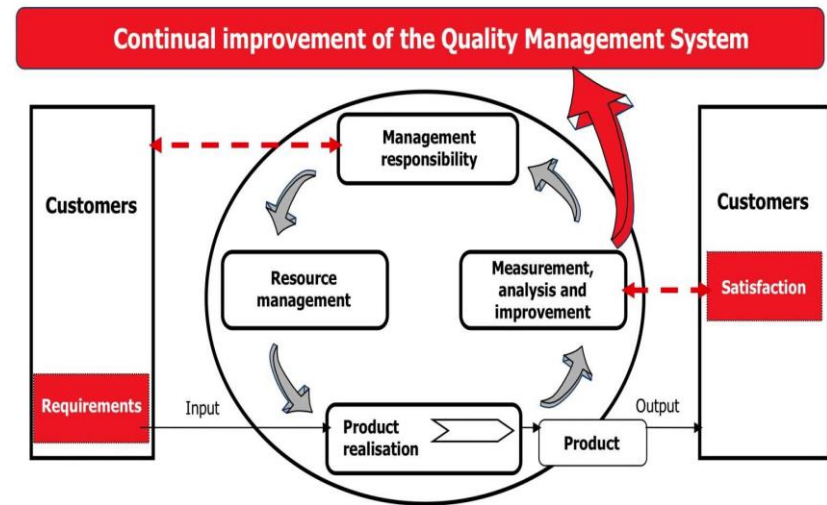 Continual improvement of the Quality Management System
Management
responsibility
Customers
Customers
Resource
management
Measurement,
analysis and
improvement
Satisfaction
Requirements
Input
Product
realisation
Product
Output